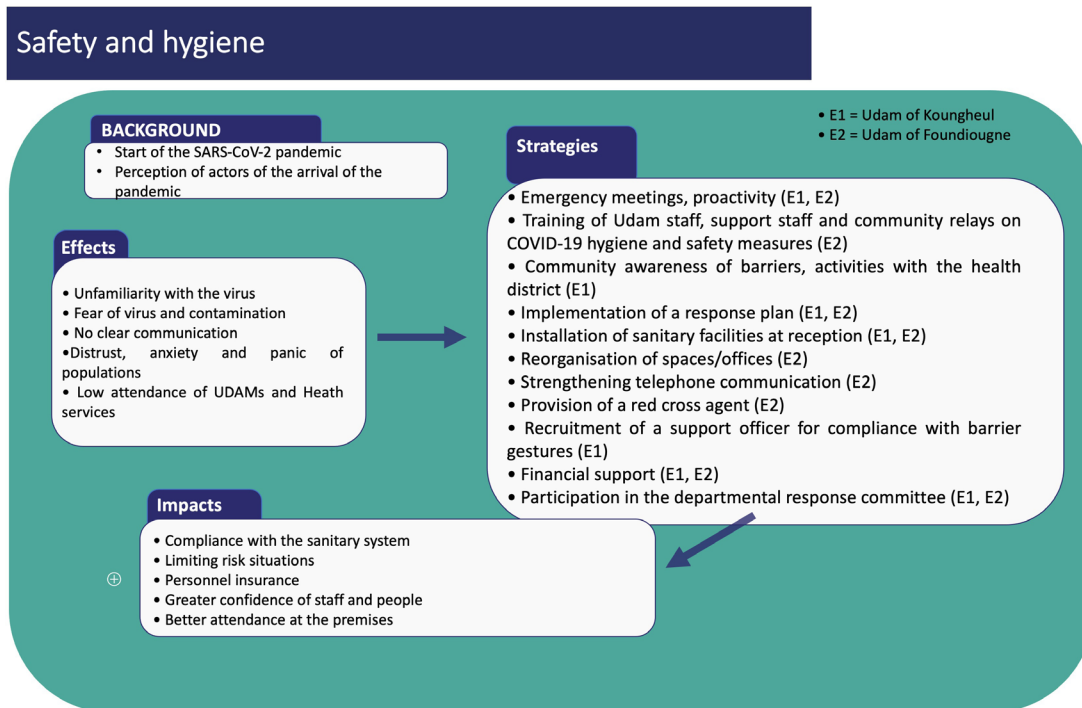 Safety and hygiene
BACKGROUND
• Start of the SARS-CoV-2 pandemic
• Perception of actors of the arrival of the
pandemic
• E1 = Udam of Koungheul
• E2 = Udam of Foundiougne
Effects
• Unfamiliarity with the virus
• Fear of virus and contamination
• No clear communication
•Distrust, anxiety and panic of
populations
• Low attendance of UDAMs and Heath
services
Strategies
• Emergency meetings, proactivity (E1, E2)
• Training of Udam staff, support staff and community relays on
COVID-19 hygiene and safety measures (E2)
• Community awareness of barriers, activities with the health
district (E1)
• Implementation of a response plan (E1, E2)
• Installation of sanitary facilities at reception (E1, E2)
• Reorganisation of spaces/offices (E2)
• Strengthening telephone communication (E2)
• Provision of a red cross agent (E2)
• Recruitment of a support officer for compliance with barrier
gestures (E1)
• Financial support (E1, E2)
• Participation in the departmental response committee (E1, E2)
Impacts
• Compliance with the sanitary system
• Limiting risk situations
• Personnel insurance
• Greater confidence of staff and people
• Better attendance at the premises